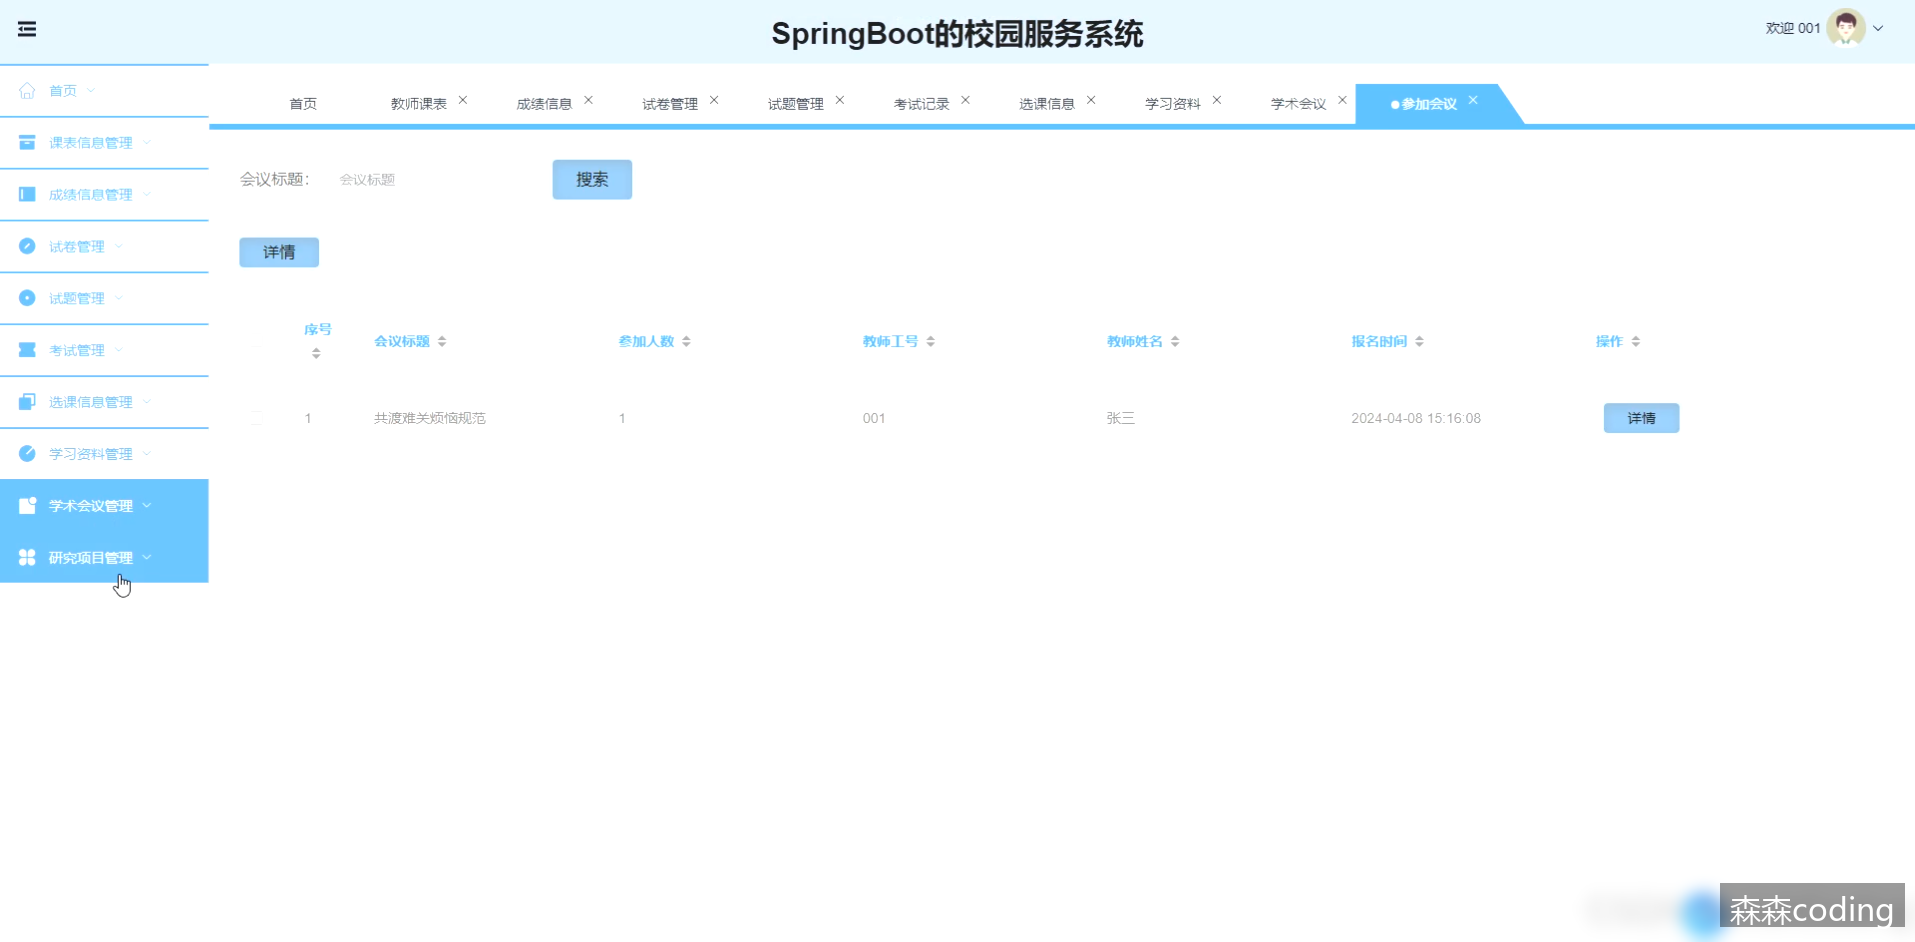 SpringBoot的校园服务系统
欢迎 001
首页
课表信息管理
成绩信息管理
试卷管理
试题管理
考试管理
选课信息管理
学习资料管理
学术会议管理
研究项目管理
首页 教师课表 成绩信息 试卷管理 试题管理 考试记录 选课信息 学习资料 学术会议 参加会议
会议标题： 会议标题 搜索
详情
序号 会议标题 参加人数 教师工号 教师姓名 报名时间 操作
1 共渡难关烦恼规范 1 001 张三 2024-04-08 15:16:08 详情
森森coding